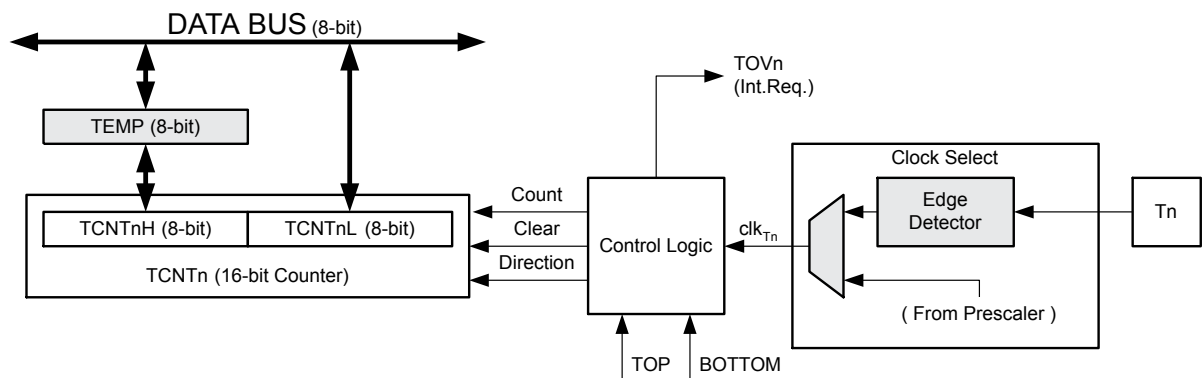 DATA BUS (8-bit)
TEMP (8-bit)
TCNTnH (8-bit)
TCNTnL (8-bit)
TCNTn (16-bit Counter)
Count
Clear
Direction
Control Logic
TOVn
(Int.Req.)
TOP
BOTTOM
clkTn
Clock Select
Edge
Detector
( From Prescaler )
Tn